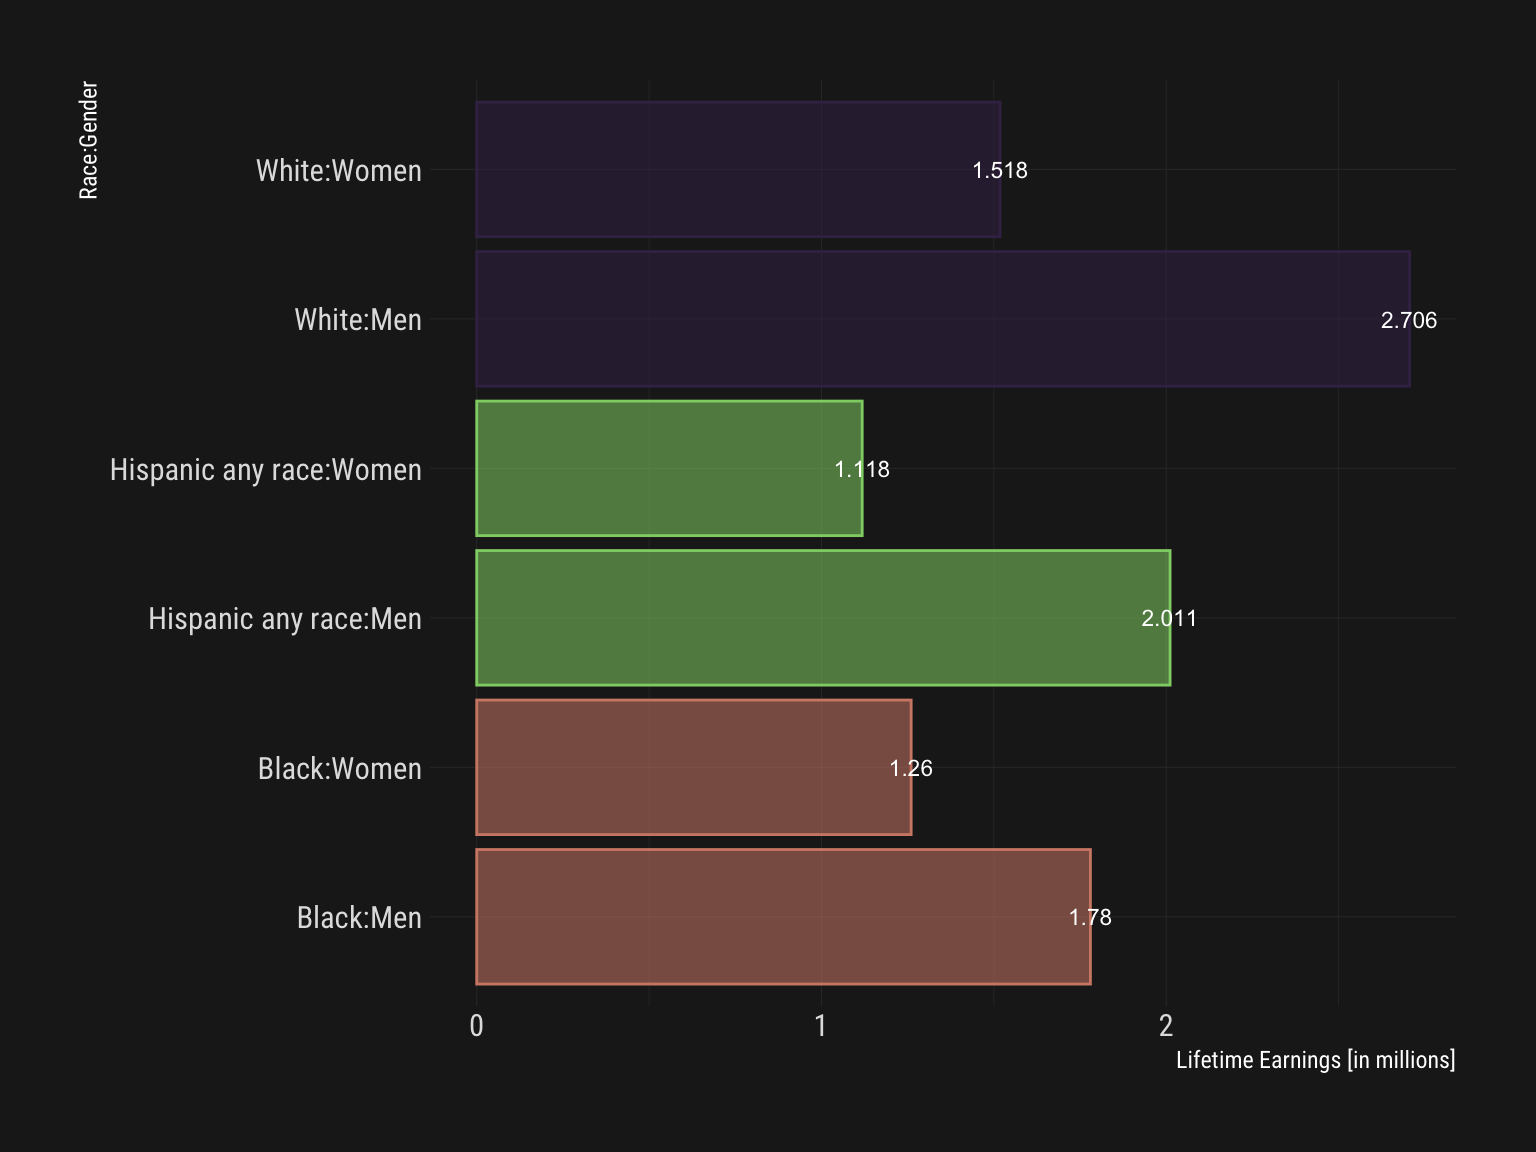 Race:Gender
White:Women
1.518
White:Men
2.706
Hispanic any race:Women
1.118
Hispanic any race:Men
2.011
Black:Women
1.26
Black:Men
1.78
0
1
2
Lifetime Earnings [in millions]